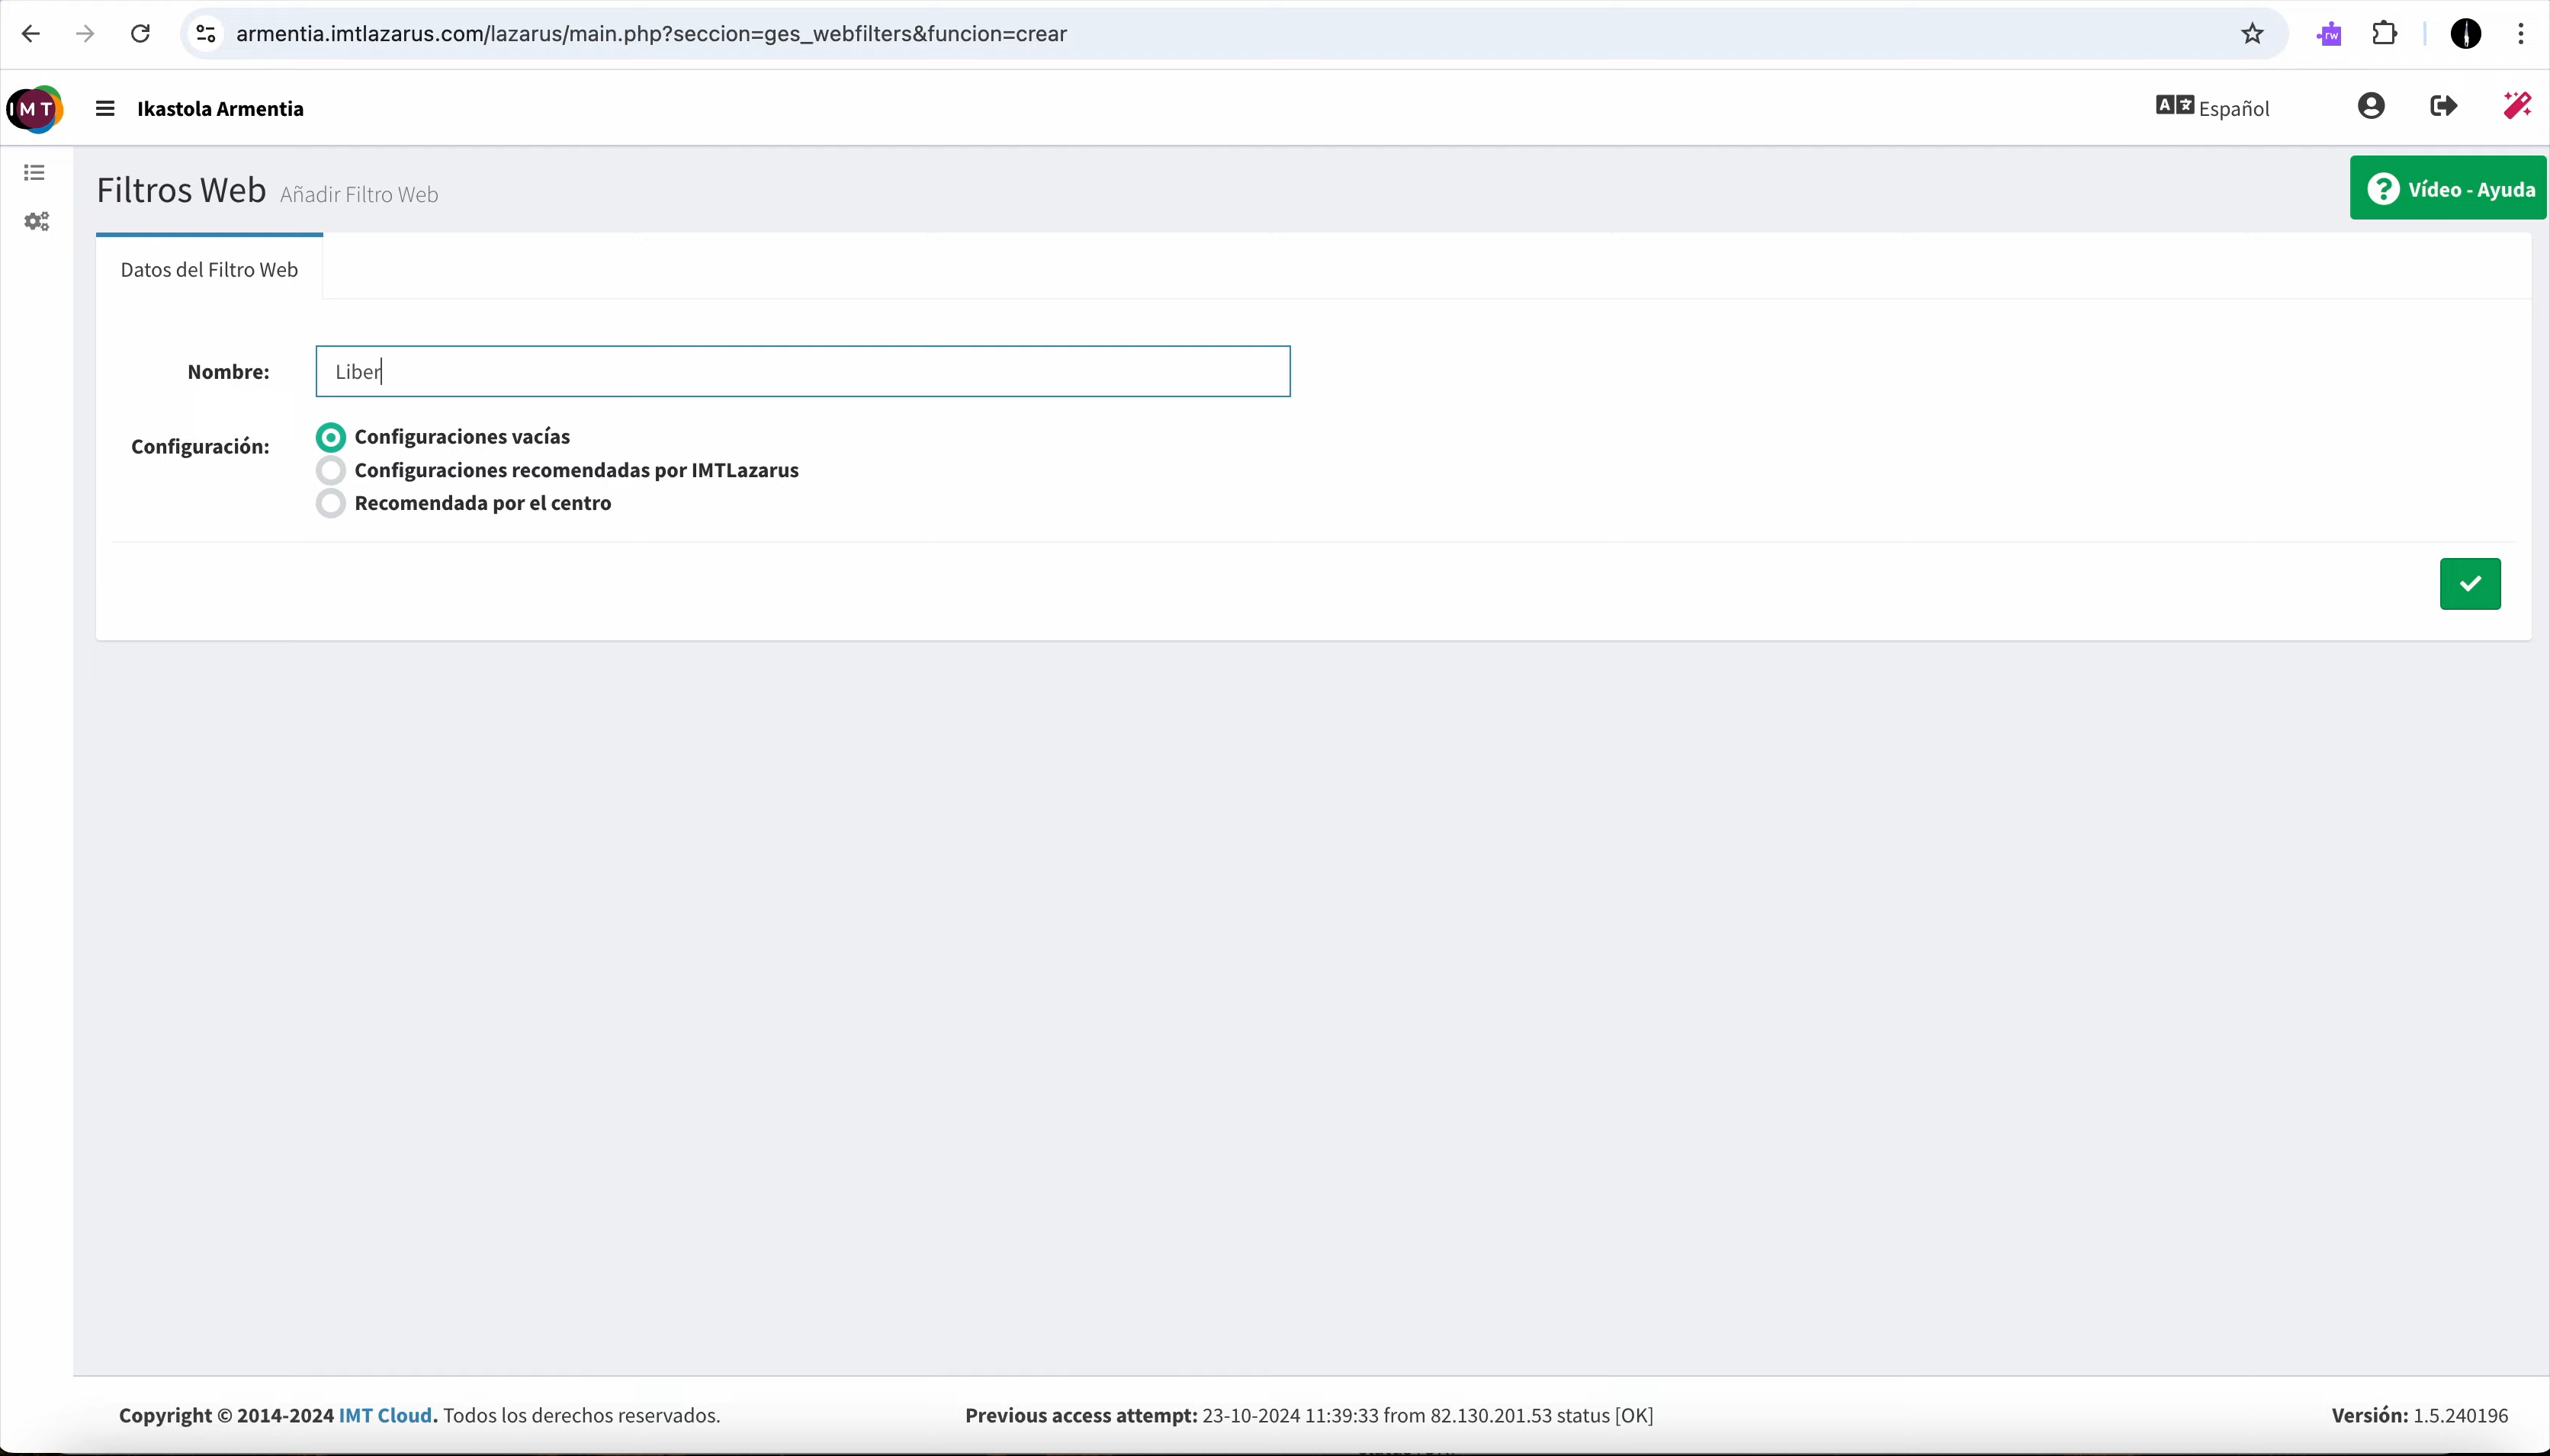 armentia.imtlazarus.com/lazarus/main.php?seccion=ges_webfilters&funcion=crear
rw
IMT
Ikastola Armentia
Español
Filtros Web Añadir Filtro Web
Vídeo - Ayuda
Datos del Filtro Web
Nombre:
Liber
Configuración:
Configuraciones vacías
Configuraciones recomendadas por IMTLazarus
Recomendada por el centro
Copyright © 2014-2024 IMT Cloud. Todos los derechos reservados.
Previous access attempt: 23-10-2024 11:39:33 from 82.130.201.53 status [OK]
Versión: 1.5.240196